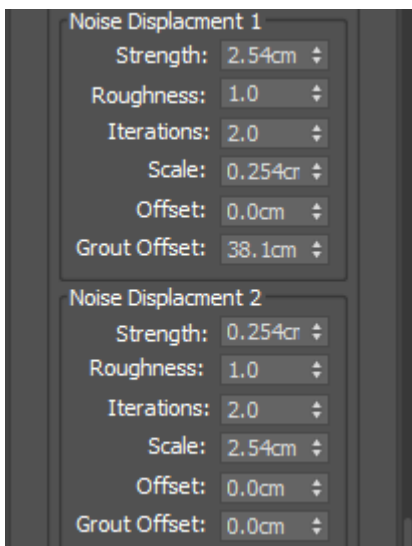 Noise Displacment 1
Strength: 2.54cm
Roughness: 1.0
Iterations: 2.0
Scale: 0.254cr
Offset: 0.0cm
Grout Offset: 38.1cm
Noise Displacment 2
Strength: 0.254cr
Roughness: 1.0
Iterations: 2.0
Scale: 2.54cm
Offset: 0.0cm
Grout Offset: 0.0cm